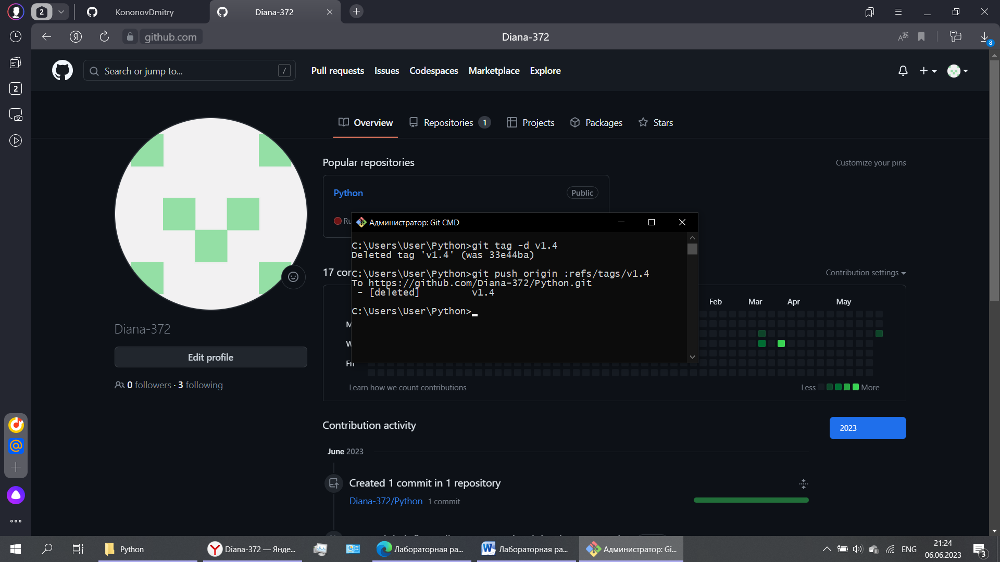 2
KononovDmitry
Diana-372
github.com
Diana-372
8
Search or jump to...
/
Pull requests
Issues
Codespaces
Marketplace
Explore
2
Overview
Repositories 1
Projects
Packages
Stars
Popular repositories
Customize your pins
Python
Public
Администратор: Git CMD
C:\Users\User\Python>git tag -d v1.4
Deleted tag 'v1.4' (was 33e44ba)
C:\Users\User\Python>git push origin :refs/tags/v1.4
To https://github.com/Diana-372/Python.git
- [deleted] v1.4
C:\Users\User\Python>
17
Contribution settings
Feb Mar Apr May
Learn how we count contributions
Less
More
Diana-372
Edit profile
0 followers · 3 following
Contribution activity
2023
June 2023
Created 1 commit in 1 repository
Diana-372/Python 1 commit
Python
Diana-372 — Янде...
Лабораторная ра...
Лабораторная ра...
Администратор: Gi...
ENG
21:24
06.06.2023
3